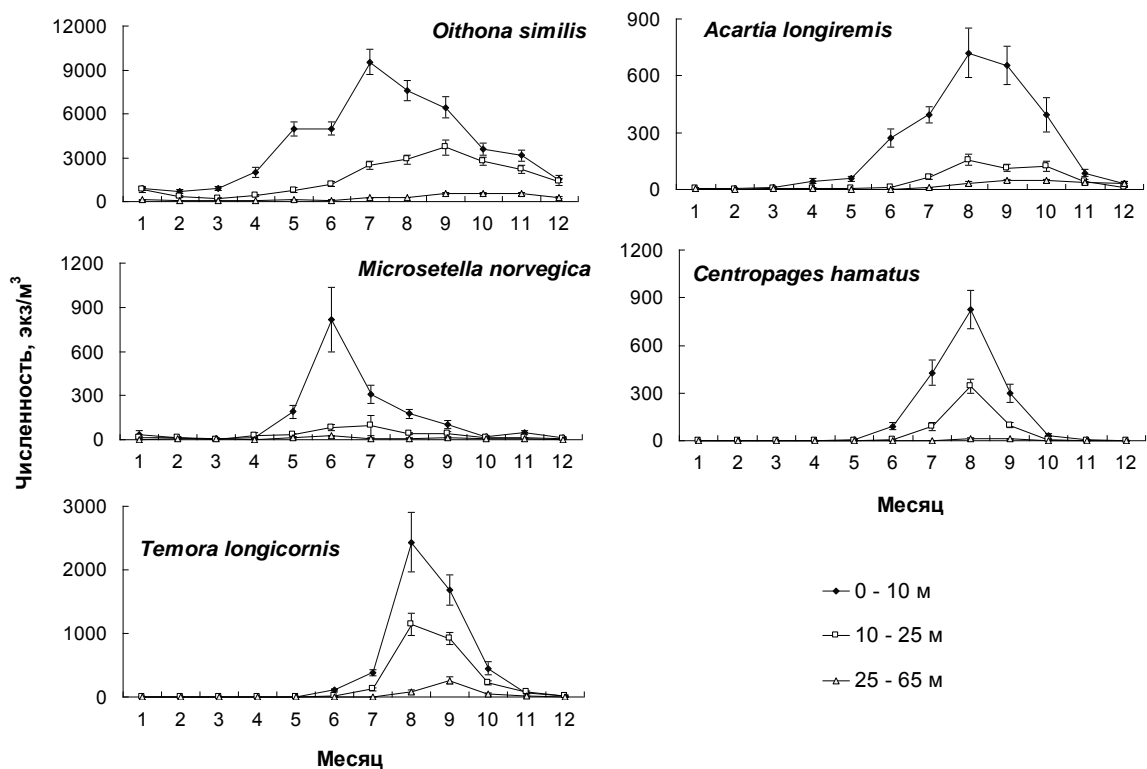 Oithona similis
12000
9000
6000
3000
0
1 2 3 4 5 6 7 8 9 10 11 12
Acartia longiremis
900
600
300
0
1 2 3 4 5 6 7 8 9 10 11 12
Численность, экз/м³
Microsetella norvegica
1200
900
600
300
0
1 2 3 4 5 6 7 8 9 10 11 12
Centropages hamatus
1200
900
600
300
0
1 2 3 4 5 6 7 8 9 10 11 12
Месяц
Temora longicornis
3000
2000
1000
0
1 2 3 4 5 6 7 8 9 10 11 12
Месяц
0 - 10 м
10 - 25 м
25 - 65 м